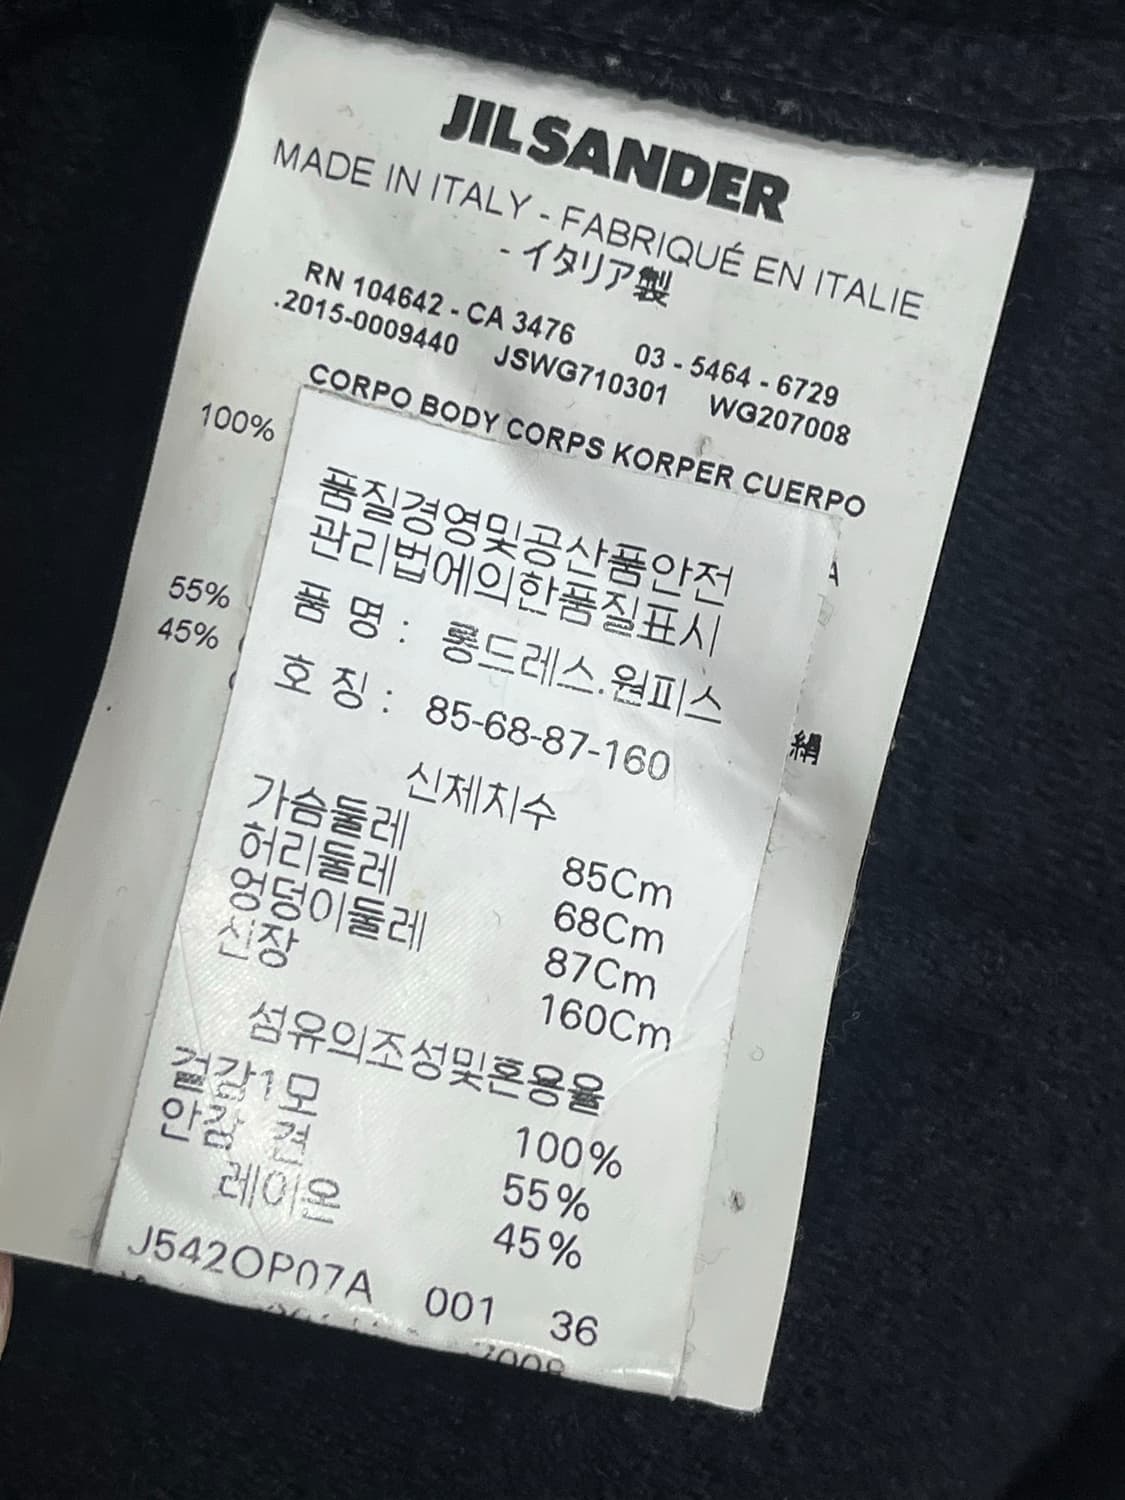 JIL SANDER
MADE IN ITALY - FABRIQUÉ EN ITALIE
- イタリア製
RN 104642 - CA 3476 03 - 5464 - 6729
.2015-0009440 JSWG710301 WG207008
CORPO BODY CORPS KORPER CUERPO
100%
55%
45%
絹
품질경영및공산품안전
관리법에의한품질표시
품 명 : 롱드레스.원피스
호 칭 : 85-68-87-160
신체치수
가슴둘레 85Cm
허리둘레 68Cm
엉덩이둘레 87Cm
신장 160Cm
섬유의조성및혼용율
겉감1모 100%
안감 견 55%
레이온 45%
J542OP07A 001 36